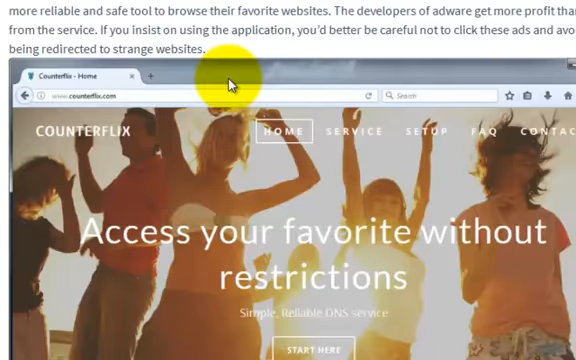 more reliable and safe tool to browse their favorite websites. The developers of adware get more profit than
from the service. If you insist on using the application, you'd better be careful not to click these ads and
being redirected to strange websites.
Counterflix - Home
www.counterflix.com
Search
COUNTERFLIX HOME SERVICE SETUP FAQ
Access your favorite without
restrictions
Simple, Reliable DNS service
START HERE